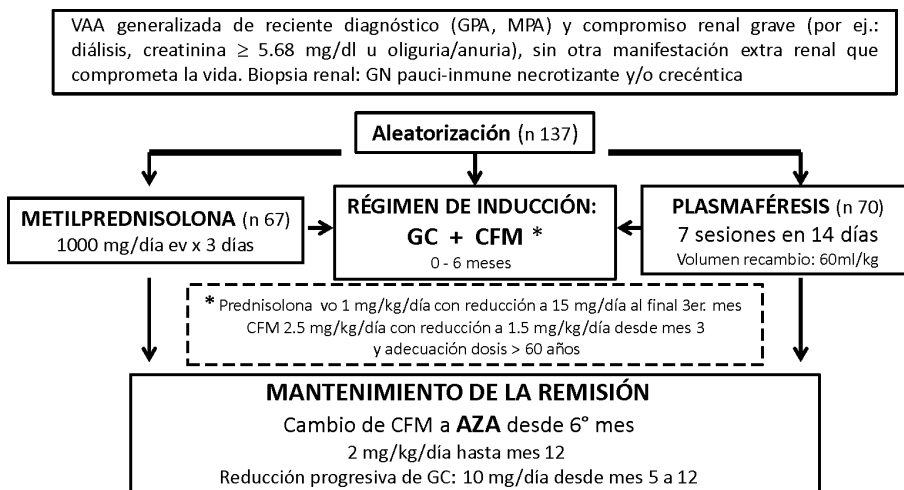 VAA generalizada de reciente diagnóstico (GPA, MPA) y compromiso renal grave (por ej.:
diálisis, creatinina ≥ 5.68 mg/dl u oliguria/anuria), sin otra manifestación extra renal que
comprometa la vida. Biopsia renal: GN pauci-inmune necrotizante y/o crecéntica
Aleatorización (n 137)
METILPREDNISOLONA (n 67)
1000 mg/día ev x 3 días
RÉGIMEN DE INDUCCIÓN:
GC + CFM *
0 - 6 meses
PLASMAFÉRESIS (n 70)
7 sesiones en 14 días
Volumen recambio: 60ml/kg
* Prednisolona vo 1 mg/kg/día con reducción a 15 mg/día al final 3er. mes
CFM 2.5 mg/kg/día con reducción a 1.5 mg/kg/día desde mes 3
y adecuación dosis > 60 años
MANTENIMIENTO DE LA REMISIÓN
Cambio de CFM a AZA desde 6° mes
2 mg/kg/día hasta mes 12
Reducción progresiva de GC: 10 mg/día desde mes 5 a 12